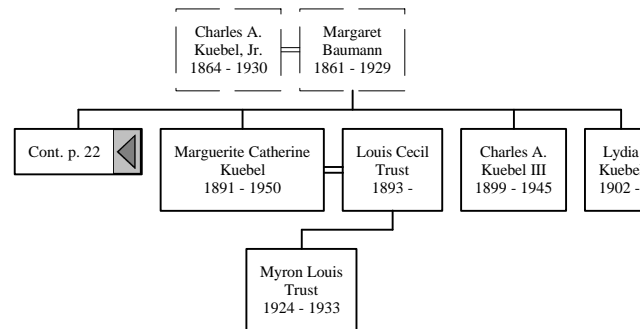 Charles A.
Kuebel, Jr.
1864 - 1930
Margaret
Baumann
1861 - 1929
Cont. p. 22
Marguerite Catherine
Kuebel
1891 - 1950
Louis Cecil
Trust
1893 -
Charles A.
Kuebel III
1899 - 1945
Lydia
Kuebel
1902 -
Myron Louis
Trust
1924 - 1933